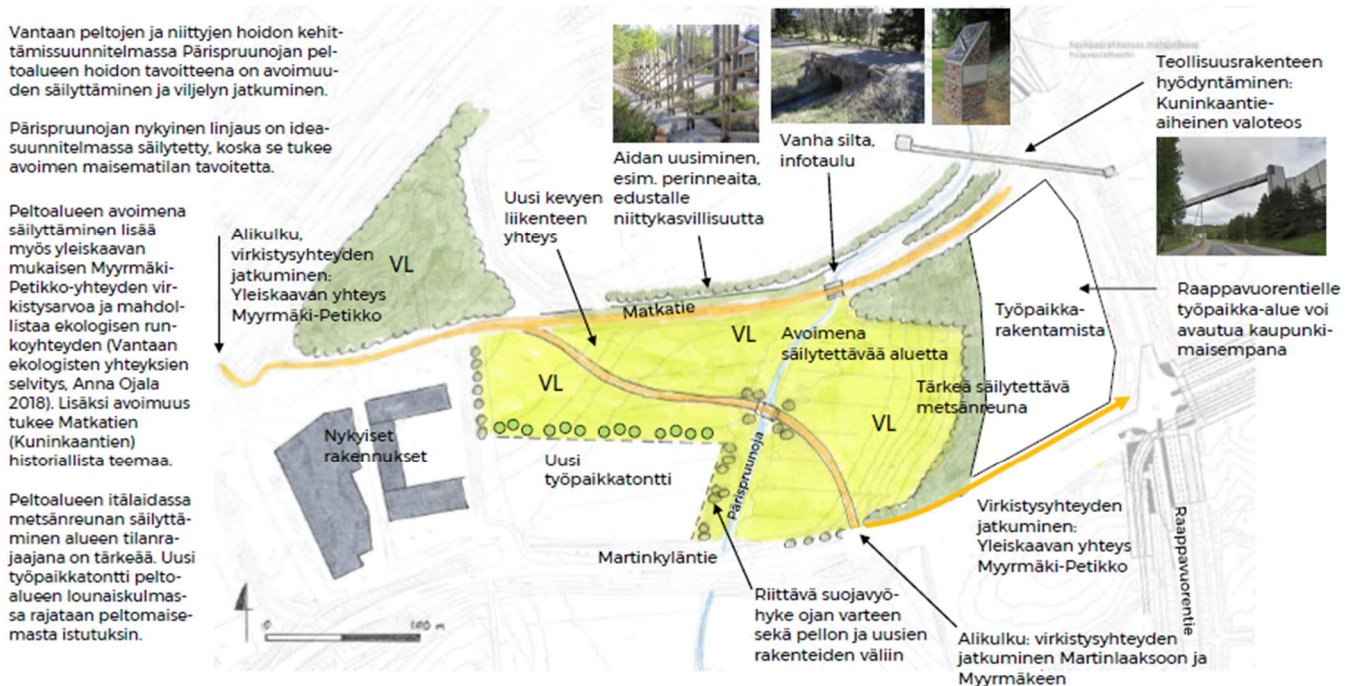 Vantaan peltojen ja niittyjen hoidon kehit-
tämissuunnitelmassa Pärispruunojan pel-
toalueen hoidon tavoitteena on avoimuu-
den säilyttäminen ja viljelyn jatkuminen.
Pärispruunojan nykyinen linjaus on idea-
suunnitelmassa säilytetty, koska se tukee
avoimen maisematilan tavoitetta.
Peltoalueen avoimena
säilyttäminen lisää
myös yleiskaavan
mukaisen Myyrmäki-
Petikko-yhteyden vir-
kistysarvoa ja mahdol-
listaa ekologisen run-
koyhteyden (Vantaan
ekologisten yhteyksien
selvitys, Anna Ojala
2018). Lisäksi avoimuus
tukee Matkatien
(Kuninkaantien)
historiallista teemaa.
Peltoalueen itälaidassa
metsänreunan säilyttä-
minen alueen tilanra-
jaajana on tärkeää. Uusi
työpaikkatontti pelto-
alueen lounaiskulmas-
sa rajataan peltomaise-
masta istutuksin.
Alikulku,
virkistysyhteyden
jatkuminen:
Yleiskaavan yhteys
Myyrmäki-Petikko
VL
Uusi kevyen
liikenteen
yhteys
Aidan uusiminen,
esim. perinneaita,
edustalle
niittykasvillisuutta
Vanha silta,
infotaulu
Teollisuusrakenteen
hyödyntäminen:
Kuninkaantie-
aiheinen valoteos
Raappavuorentielle
työpaikka-alue voi
avautua kaupunki-
maisempana
Matkatie
VL
Avoimena
säilytettävää aluetta
Työpaikka-
rakentamista
VL
Tärkeä säilytettävä
metsänreuna
VL
Nykyiset
rakennukset
Uusi
työpaikkatontti
Pärispruunoja
Martinkyläntie
Virkistysyhteyden
jatkuminen:
Yleiskaavan yhteys
Myyrmäki-Petikko
Raappavuorentie
Riittävä suojavyö-
hyke ojan varteen
sekä pellon ja uusien
rakenteiden väliin
Alikulku: virkistysyhteyden
jatkuminen Martinlaaksoon ja
Myyrmäkeen
0 100 m